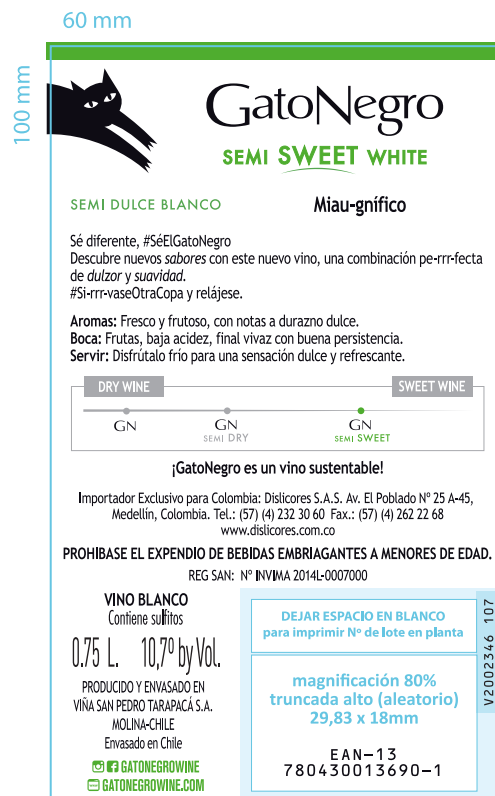 60 mm
100 mm
GatoNegro
SEMI SWEET WHITE
SEMI DULCE BLANCO
Miau-gnífico
Sé diferente, #SéElGatoNegro
Descubre nuevos sabores con este nuevo vino, una combinación pe-rrr-fecta
de dulzor y suavidad.
#Si-rrr-vaseOtraCopa y relájese.
Aromas: Fresco y frutoso, con notas a durazno dulce.
Boca: Frutas, baja acidez, final vivaz con buena persistencia.
Servir: Disfrútalo frío para una sensación dulce y refrescante.
DRY WINE
SWEET WINE
GN
GN
SEMI DRY
GN
SEMI SWEET
¡GatoNegro es un vino sustentable!
Importador Exclusivo para Colombia: Dislicores S.A.S. Av. El Poblado Nº 25 A-45,
Medellín, Colombia. Tel.: (57) (4) 232 30 60 Fax.: (57) (4) 262 22 68
www.dislicores.com.co
PROHIBASE EL EXPENDIO DE BEBIDAS EMBRIAGANTES A MENORES DE EDAD.
REG SAN: Nº INVIMA 2014L-0007000
VINO BLANCO
Contiene sulfitos
0.75 L. 10,7º by Vol.
PRODUCIDO Y ENVASADO EN
VIÑA SAN PEDRO TARAPACÁ S.A.
MOLINA-CHILE
Envasado en Chile
GATONEGROWINE
GATONEGROWINE.COM
DEJAR ESPACIO EN BLANCO
para imprimir Nº de lote en planta
magnificación 80%
truncada alto (aleatorio)
29,83 x 18mm
EAN-13
780430013690-1
V2002346 107